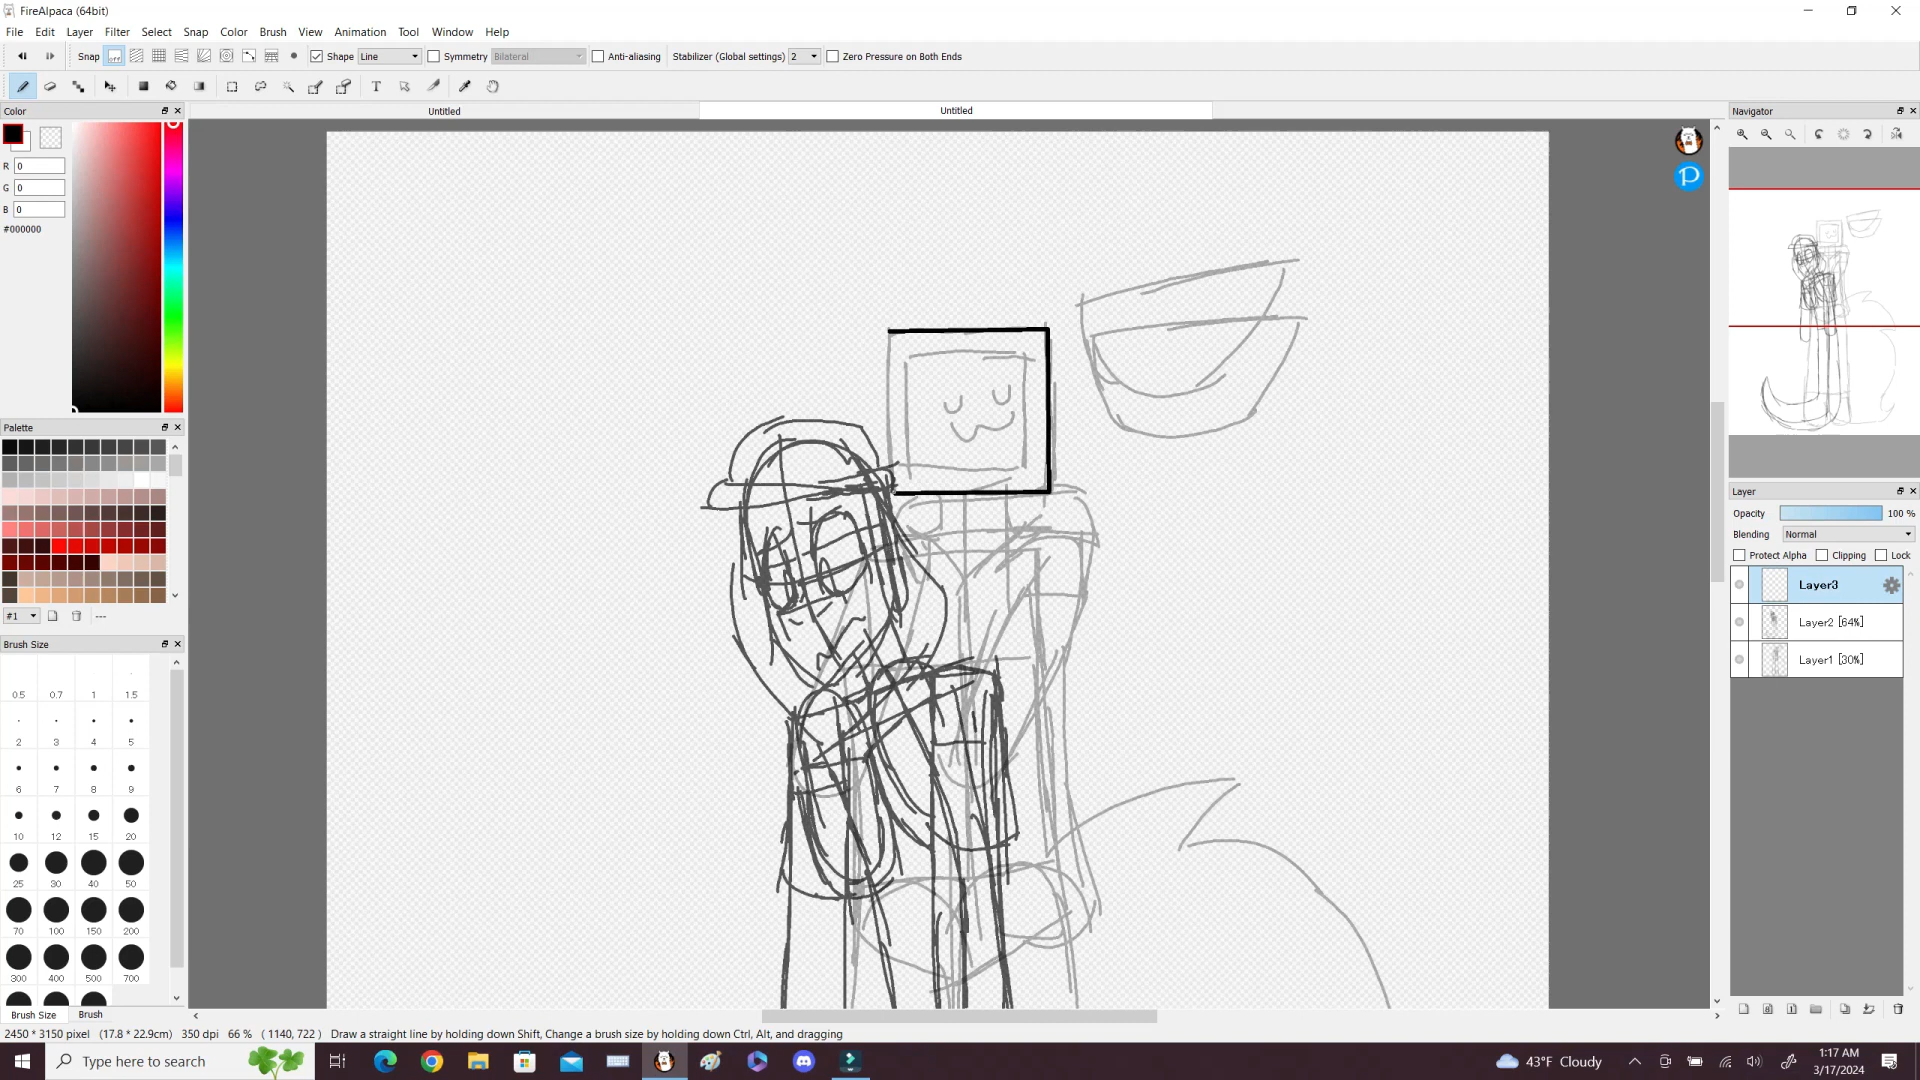 FireAlpaca (64bit)
File Edit Layer Filter Select Snap Color Brush View Animation Tool Window Help
Snap off Shape Line Symmetry Bilateral Anti-aliasing Stabilizer (Global settings) 2 Zero Pressure on Both Ends
T
Color Untitled Untitled Navigator
R 0
G 0
B 0
#000000
Palette
#1 ---
Brush Size
0.5 0.7 1 1.5
2 3 4 5
6 7 8 9
10 12 15 20
25 30 40 50
70 100 150 200
300 400 500 700
Brush Size Brush
Layer
Opacity 100 %
Blending Normal
Protect Alpha Clipping Lock
Layer3
Layer2 [64%]
Layer1 [30%]
2450 * 3150 pixel (17.8 * 22.9cm) 350 dpi 66 % ( 1140, 722 ) Draw a straight line by holding down Shift, Change a brush size by holding down Ctrl, Alt, and dragging
Type here to search 43°F Cloudy 1:17 AM
3/17/2024